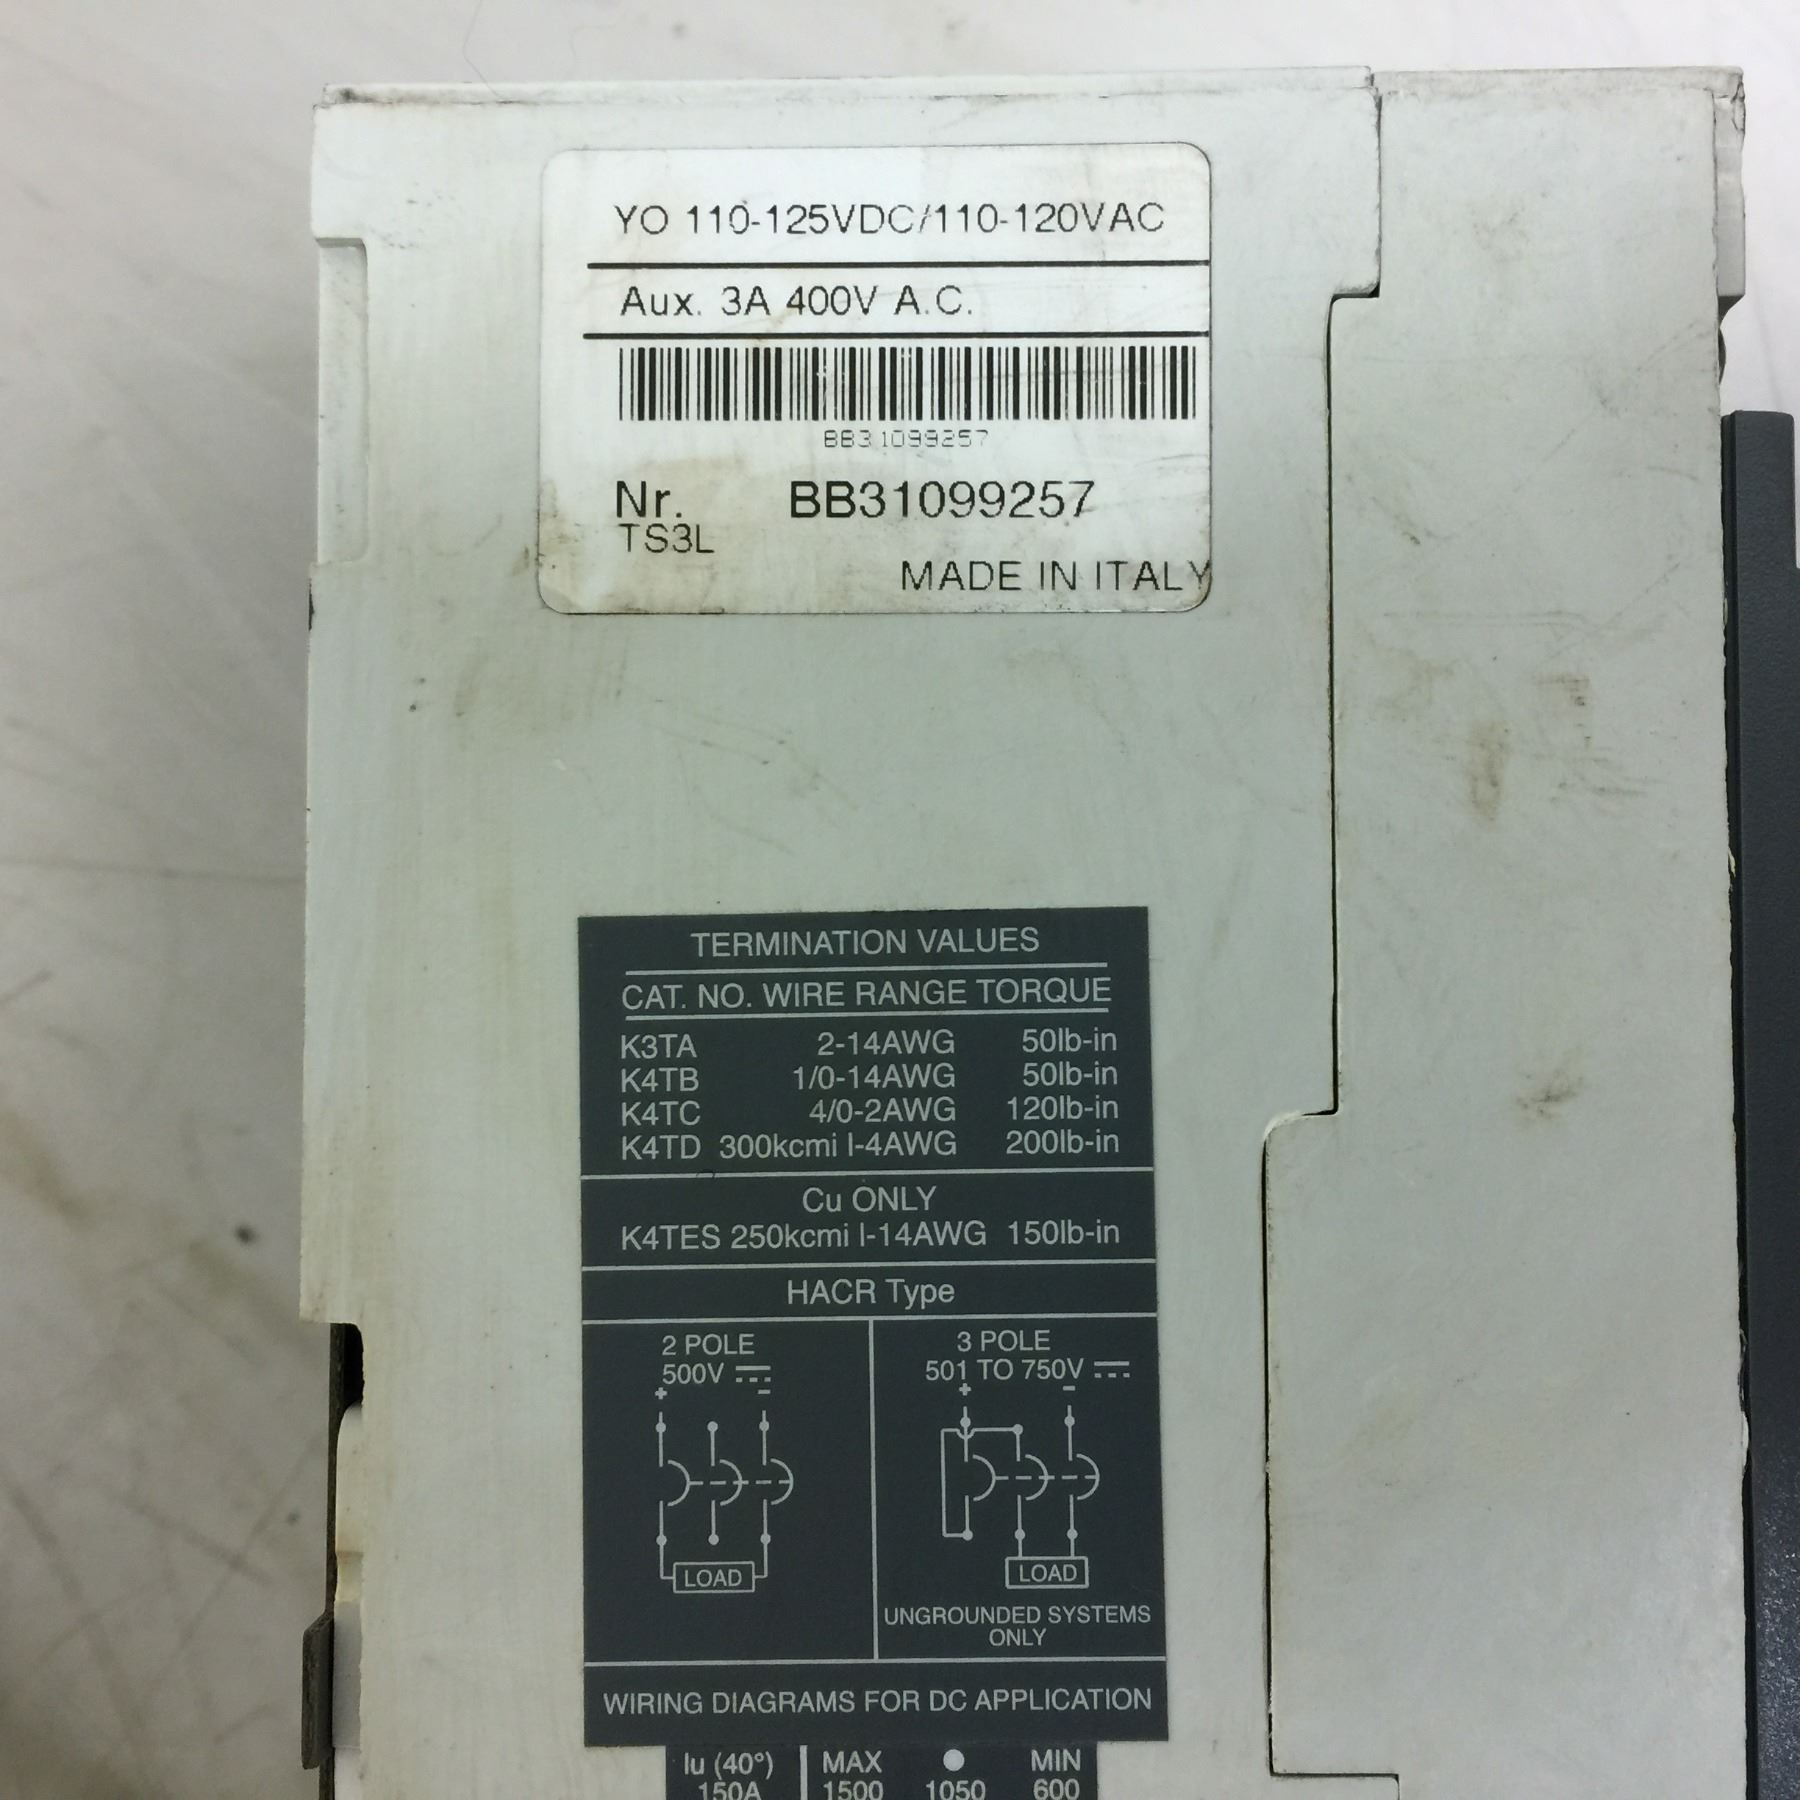 YO 110-125VDC/110-120VAC
Aux. 3A 400V A.C.
BB31099257
Nr. BB31099257
TS3L
MADE IN ITALY
TERMINATION VALUES
CAT. NO. WIRE RANGE TORQUE
K3TA 2-14AWG 50lb-in
K4TB 1/0-14AWG 50lb-in
K4TC 4/0-2AWG 120lb-in
K4TD 300kcmi l-4AWG 200lb-in
Cu ONLY
K4TES 250kcmi l-14AWG 150lb-in
HACR Type
2 POLE
500V
+ -
LOAD
3 POLE
501 TO 750V
+ -
LOAD
UNGROUNDED SYSTEMS
ONLY
WIRING DIAGRAMS FOR DC APPLICATION
Iu (40°) MAX MIN
150A 1500 1050 600